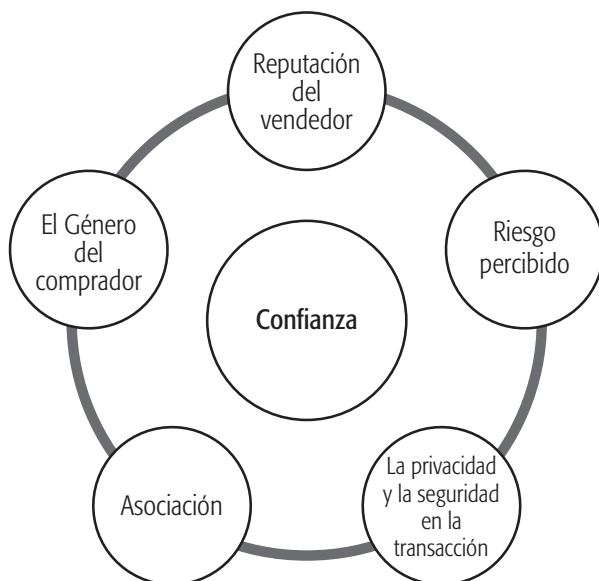 Reputación
del
vendedor
El Género
del
comprador
Riesgo
percibido
Confianza
Asociación
La privacidad
y la seguridad
en la
transacción